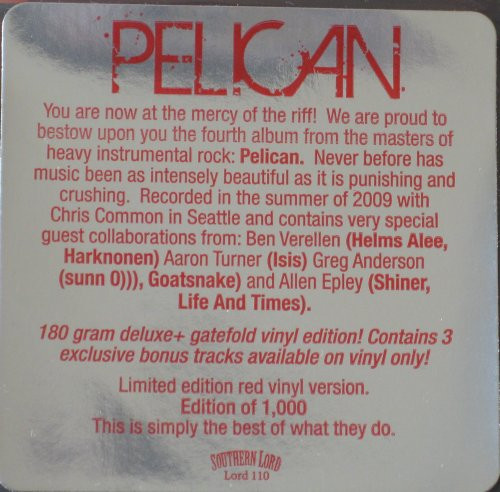 PELICAN
You are now at the mercy of the riff! We are proud to
bestow upon you the fourth album from the masters of
heavy instrumental rock: Pelican. Never before has
music been as intensely beautiful as it is punishing and
crushing. Recorded in the summer of 2009 with
Chris Common in Seattle and contains very special
guest collaborations from: Ben Verellen (Helms Alee,
Harknonen) Aaron Turner (Isis) Greg Anderson
(sunn 0))), Goatsnake) and Allen Epley (Shiner,
Life And Times).
180 gram deluxe+ gatefold vinyl edition! Contains 3
exclusive bonus tracks available on vinyl only!
Limited edition red vinyl version.
Edition of 1,000
This is simply the best of what they do.
SOUTHERN LORD
Lord 110